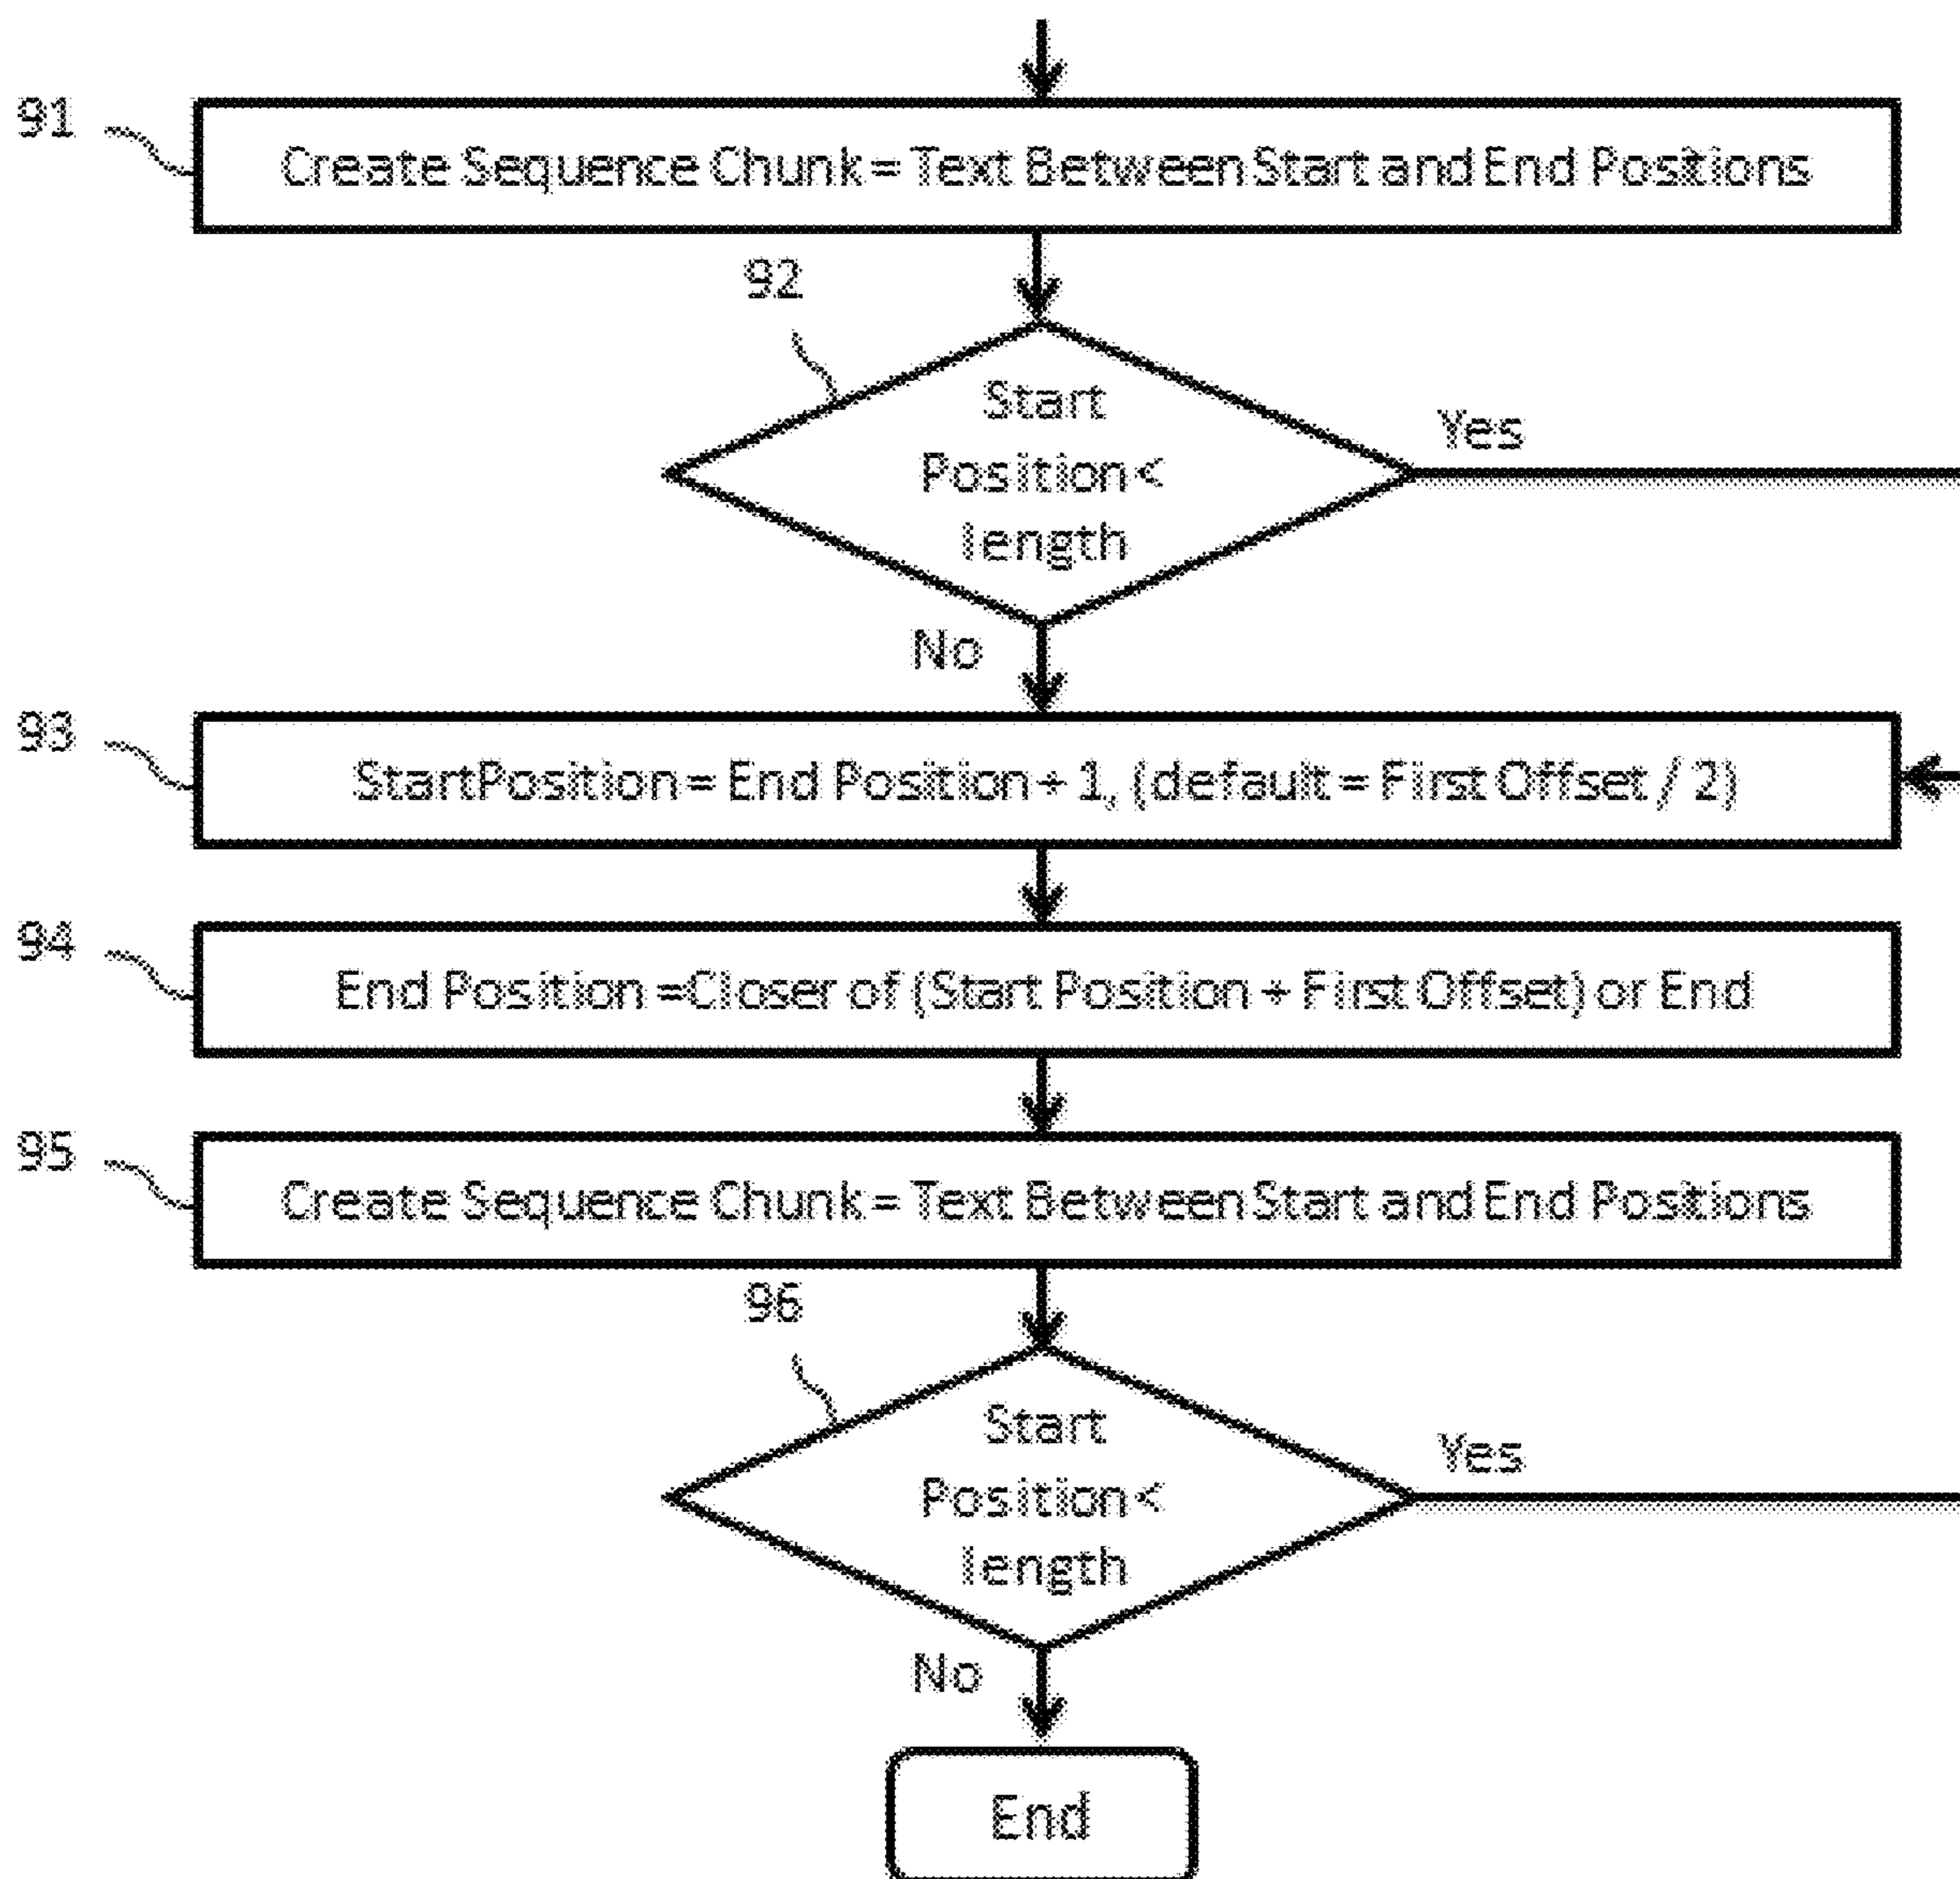 91
Create Sequence Chunk = Text Between Start and End Positions
92
Start
Position <
length
Yes
No
93
StartPosition = End Position + 1, (default = First Offset / 2)
94
End Position =Closer of (Start Position + First Offset) or End
95
Create Sequence Chunk = Text Between Start and End Positions
96
Start
Position <
length
Yes
No
End